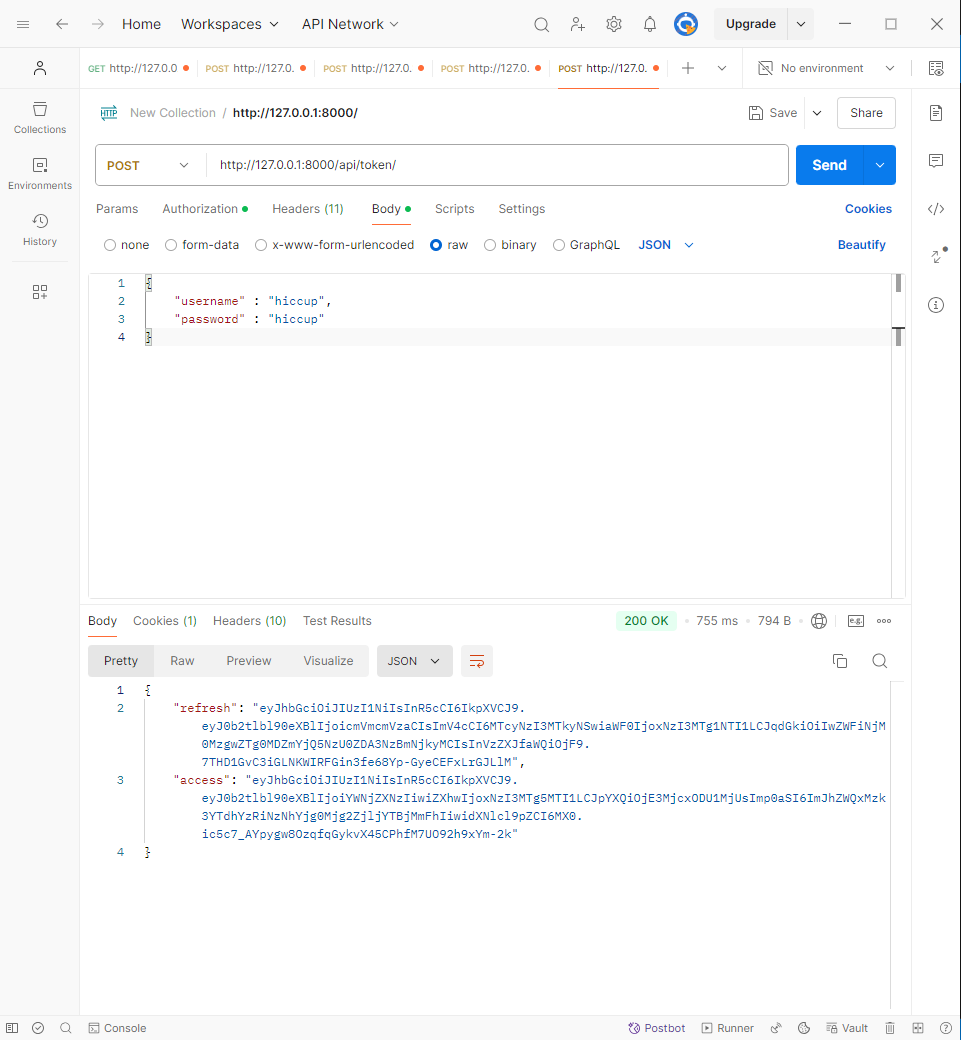 Home Workspaces API Network Upgrade
GET http://127.0.0 POST http://127.0. POST http://127.0. POST http://127.0. POST http://127.0. No environment
HTTP New Collection / http://127.0.0.1:8000/ Save Share
Collections
Environments
History
POST http://127.0.0.1:8000/api/token/ Send
Params Authorization Headers (11) Body Scripts Settings Cookies
none form-data x-www-form-urlencoded raw binary GraphQL JSON Beautify
1 {
2 "username" : "hiccup",
3 "password" : "hiccup"
4 }
Body Cookies (1) Headers (10) Test Results 200 OK 755 ms 794 B e.g.
Pretty Raw Preview Visualize JSON
1 {
2 "refresh": "eyJhbGciOiJIUzI1NiIsInR5cCI6IkpXVCJ9.
eyJ0b2tlbl90eXBlIjoicmVmcmVzaCIsImV4cCI6MTcyNzI3MTkyNSwiaWF0IjoxNzI3MTg1NTI1LCJqdGkiOiIwZWFiNjM
0MzgwZTg0MDZmYjQ5NzU0ZDA3NzBmNjkyMCIsInVzZXJfaWQiOjF9.
7THD1GvC3iGLNKWIRFGin3fe68Yp-GyeCEFxLrGJLlM",
3 "access": "eyJhbGciOiJIUzI1NiIsInR5cCI6IkpXVCJ9.
eyJ0b2tlbl90eXBlIjoiYWNjZXNzIiwiZXhwIjoxNzI3MTg5MTI1LCJpYXQiOjE3MjcxODU1MjUsImp0aSI6ImJhZWQxMzk
3YTdhYzRiNzNhYjg0Mjg2ZjljYTBjMmFhIiwidXNlcl9pZCI6MX0.
ic5c7_AYpygw8OzqfqGykvX45CPhfM7UO92h9xYm-2k"
4 }
Console Postbot Runner Vault